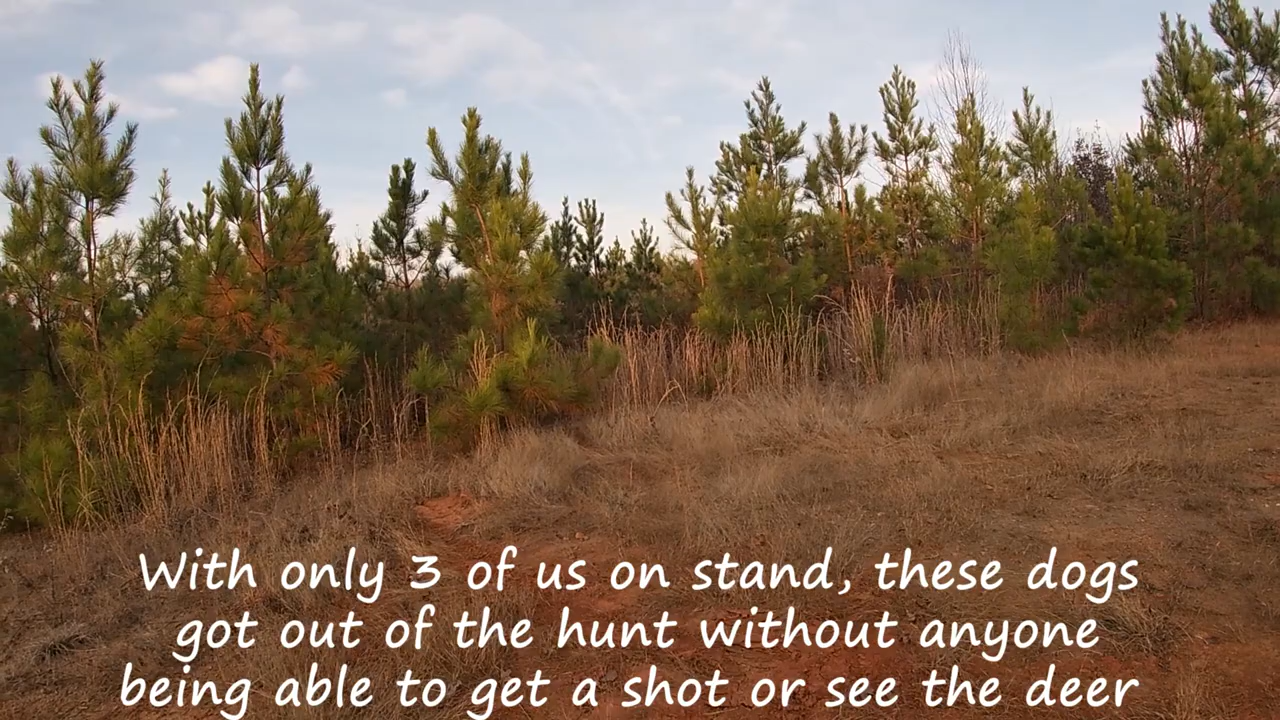 With only 3 of us on stand, these dogs
got out of the hunt without anyone
being able to get a shot or see the deer